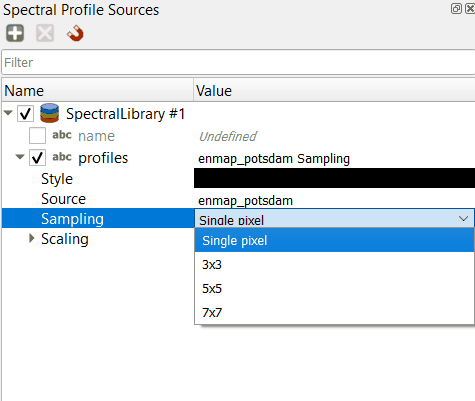 Spectral Profile Sources
Filter
Name Value
SpectralLibrary #1
abc name Undefined
abc profiles enmap_potsdam Sampling
Style
Source enmap_potsdam
Sampling Single pixel
Scaling Single pixel
3x3
5x5
7x7